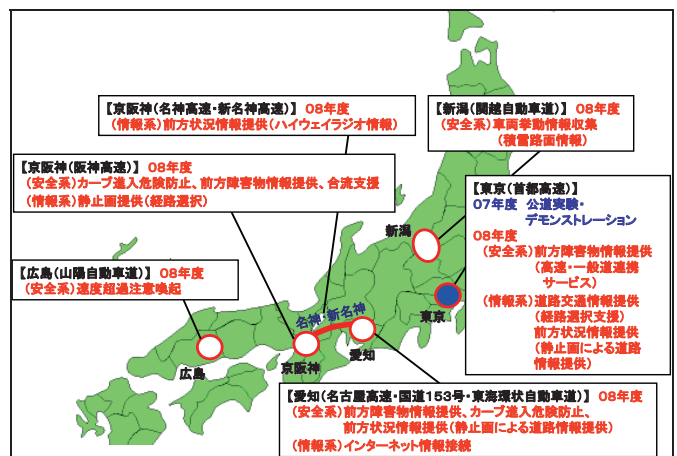 【京阪神(名神高速・新名神高速)】 08年度
(情報系)前方状況情報提供(ハイウェイラジオ情報)
【新潟(関越自動車道)】 08年度
(安全系)車両挙動情報収集
(積雪路面情報)
【京阪神(阪神高速)】 08年度
(安全系)カーブ進入危険防止、前方障害物情報提供、合流支援
(情報系)静止画提供(経路選択)
【東京(首都高速)】
07年度 公道実験・
デモンストレーション
08年度
(安全系)前方障害物情報提供
(高速・一般道連携
サービス)
(情報系)道路交通情報提供
(経路選択支援)
前方状況情報提供
(静止画による道路
情報提供)
【広島(山陽自動車道)】 08年度
(安全系)速度超過注意喚起
新潟
東京
名神・新名神
愛知
京阪神
広島
【愛知(名古屋高速・国道153号・東海環状自動車道)】 08年度
(安全系)前方障害物情報提供、カーブ進入危険防止、
前方状況情報提供(静止画による道路情報提供)
(情報系)インターネット情報接続